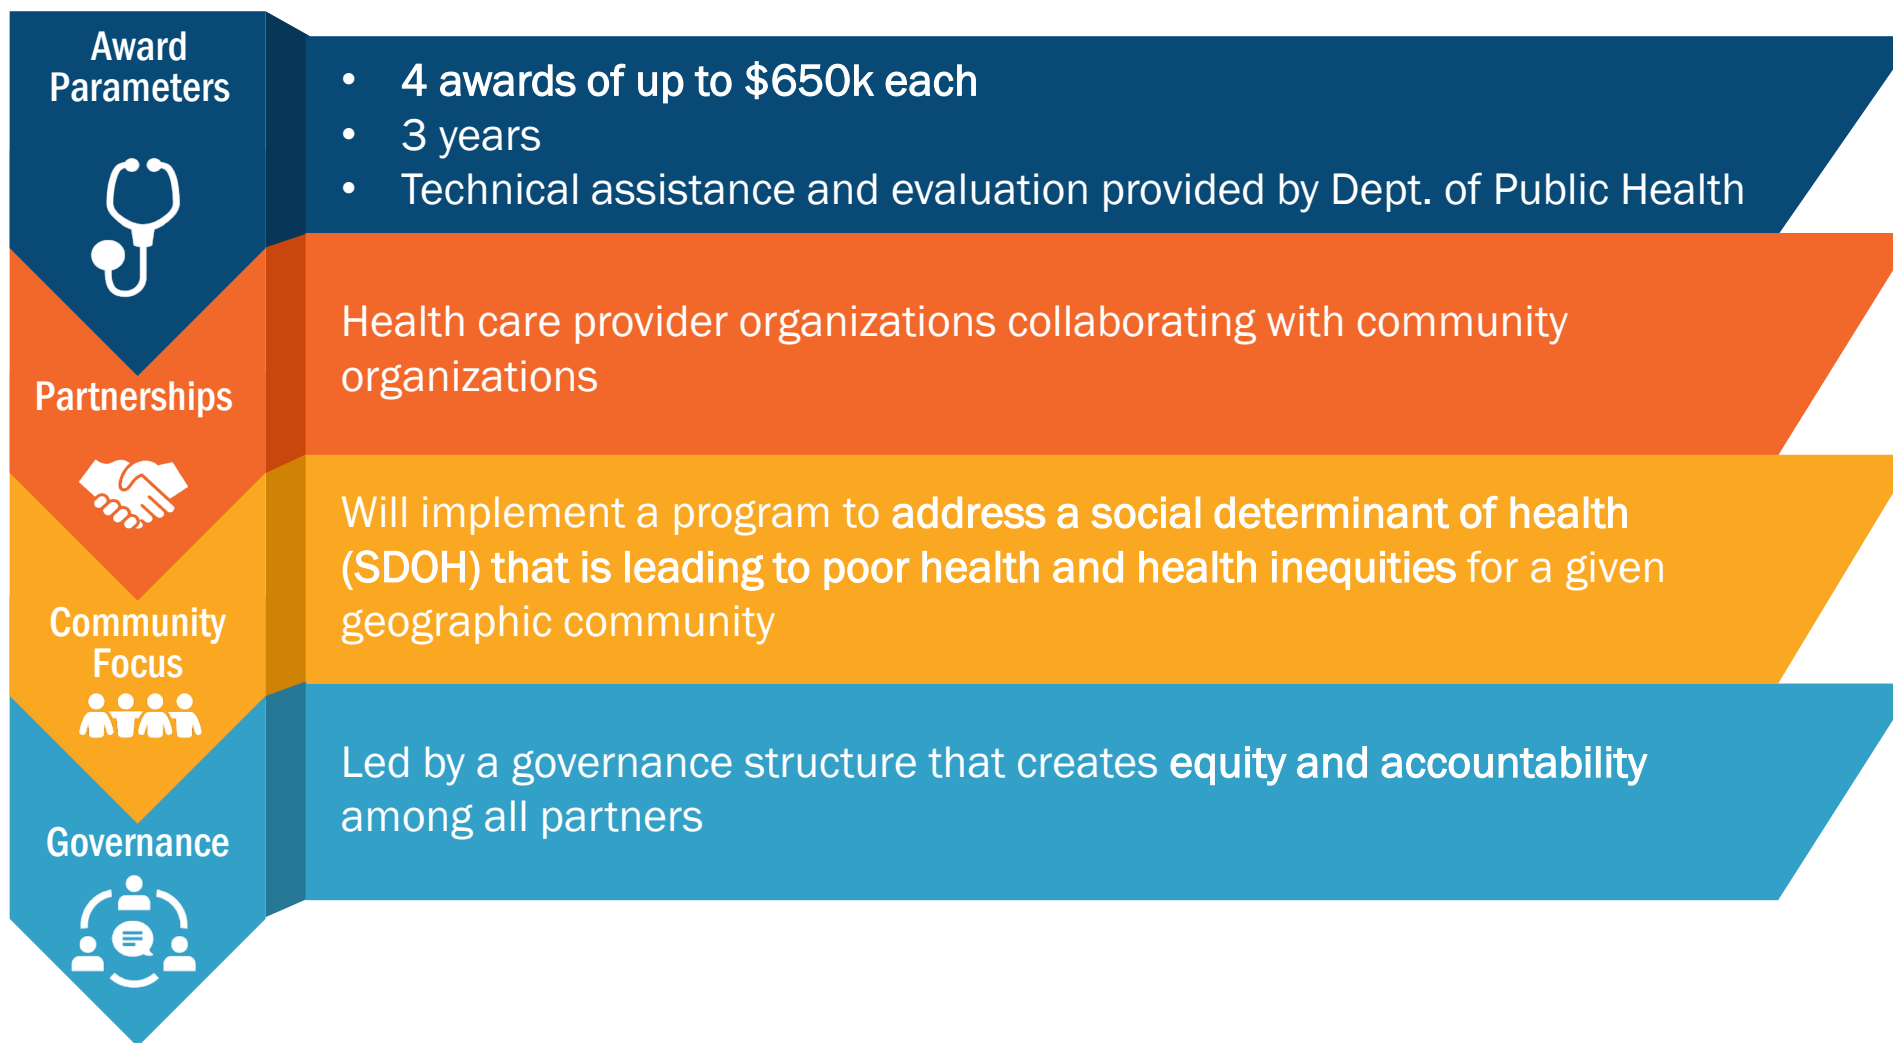 Award
Parameters
• 4 awards of up to $650k each
• 3 years
• Technical assistance and evaluation provided by Dept. of Public Health
Partnerships
Health care provider organizations collaborating with community
organizations
Community
Focus
Will implement a program to address a social determinant of health
(SDOH) that is leading to poor health and health inequities for a given
geographic community
Governance
Led by a governance structure that creates equity and accountability
among all partners